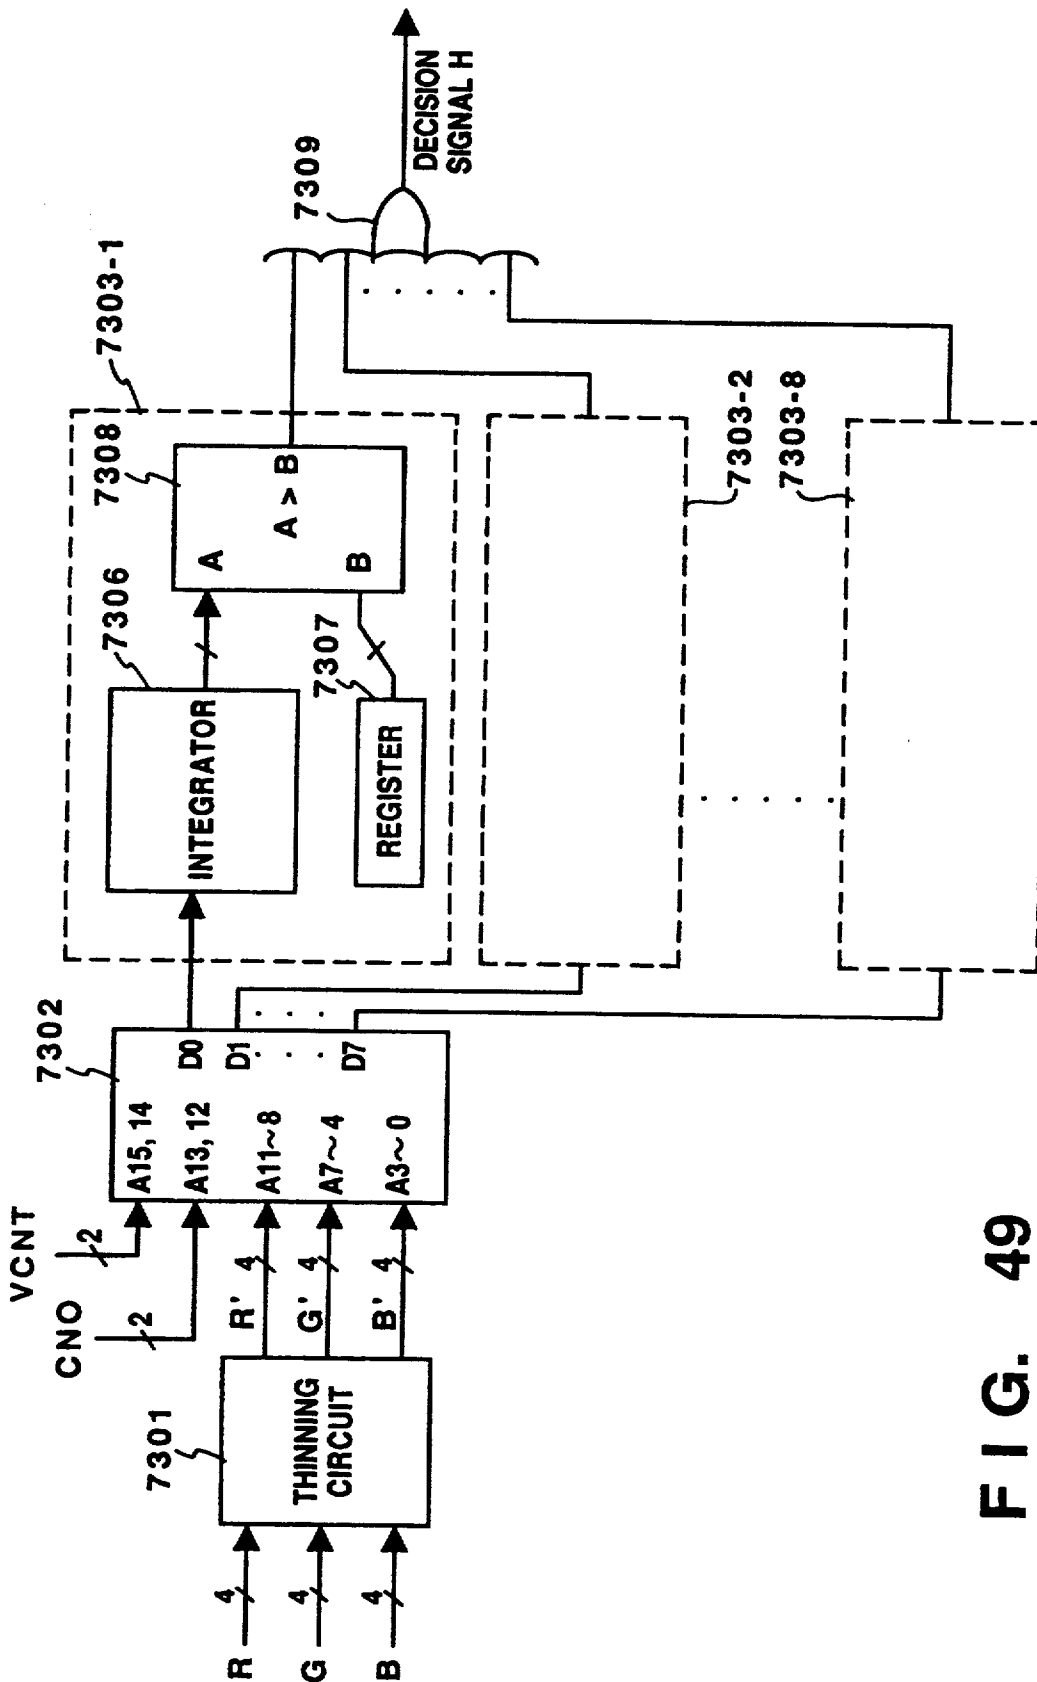 R
G
B
4
4
4
7301
THINNING
CIRCUIT
R'
G'
B'
4
4
4
VCNT
2
CNO
2
7302
A15, 14
A13, 12
A11~8
A7~4
A3~0
D0
D1
D7
7303-1
7306
INTEGRATOR
7307
REGISTER
7308
A
A > B
B
7303-2
7303-8
7309
DECISION
SIGNAL H
FIG. 49